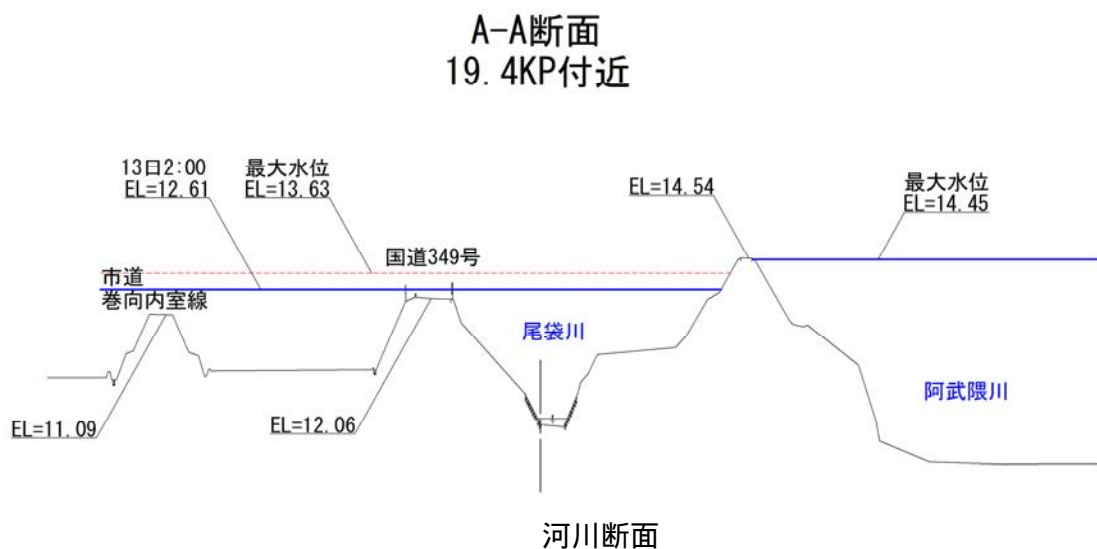 A-A断面
19.4KP付近
13日2:00
EL=12.61
最大水位
EL=13.63
EL=14.54
最大水位
EL=14.45
国道349号
市道
巻向内室線
尾袋川
阿武隈川
EL=11.09
EL=12.06
河川断面